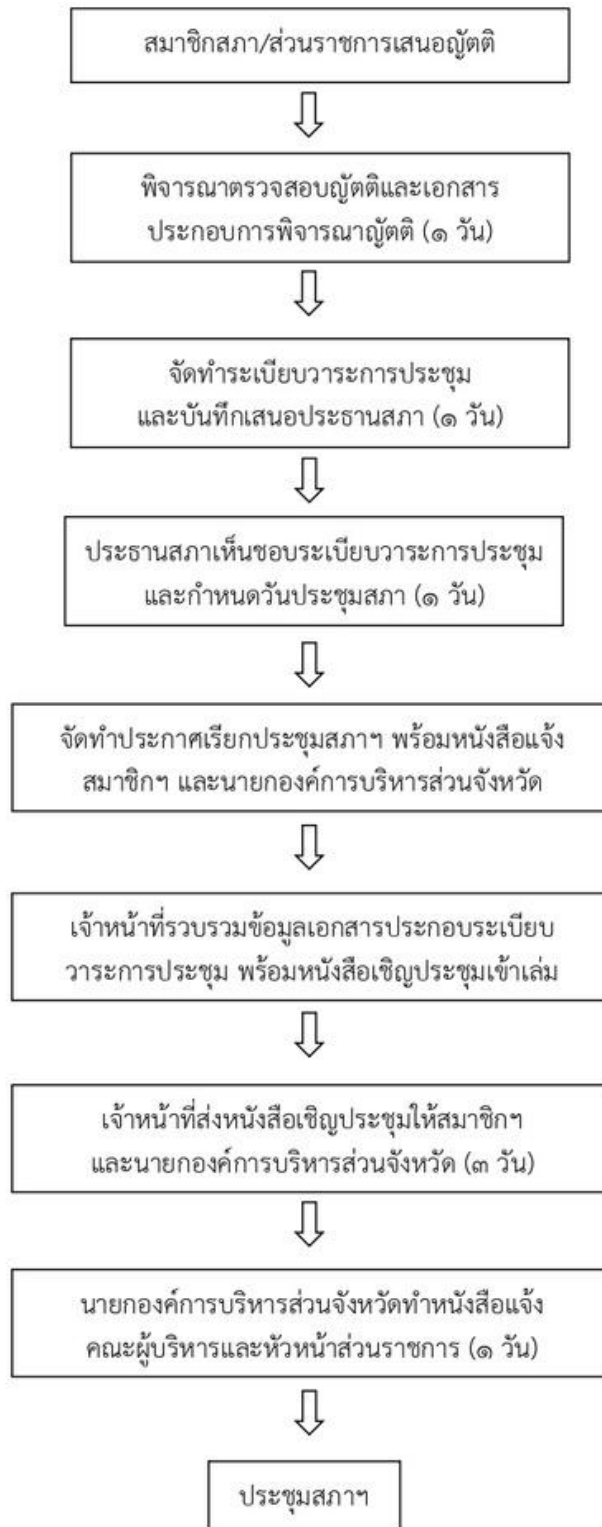 สมาชิกสภา/ส่วนราชการเสนอญัตติ
พิจารณาตรวจสอบญัตติและเอกสาร
ประกอบการพิจารณาญัตติ (๑ วัน)
จัดทำระเบียบวาระการประชุม
และบันทึกเสนอประธานสภา (๑ วัน)
ประธานสภาเห็นชอบระเบียบวาระการประชุม
และกำหนดวันประชุมสภา (๑ วัน)
จัดทำประกาศเรียกประชุมสภาฯ พร้อมหนังสือแจ้ง
สมาชิกฯ และนายกองค์การบริหารส่วนจังหวัด
เจ้าหน้าที่รวบรวมข้อมูลเอกสารประกอบระเบียบ
วาระการประชุม พร้อมหนังสือเชิญประชุมเข้าเล่ม
เจ้าหน้าที่ส่งหนังสือเชิญประชุมให้สมาชิกฯ
และนายกองค์การบริหารส่วนจังหวัด (๓ วัน)
นายกองค์การบริหารส่วนจังหวัดทำหนังสือแจ้ง
คณะผู้บริหารและหัวหน้าส่วนราชการ (๑ วัน)
ประชุมสภาฯ